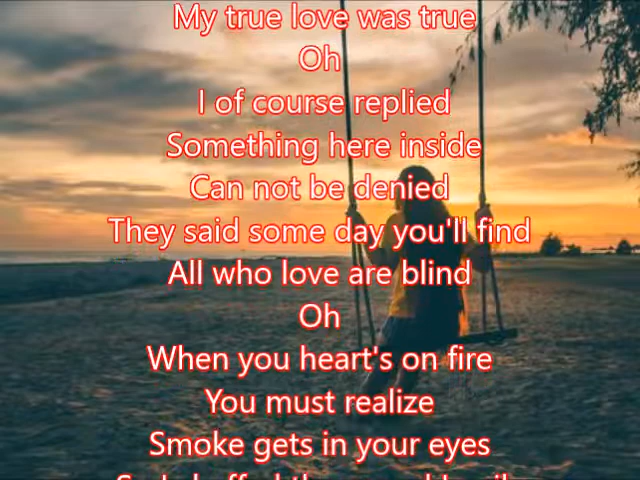 My true love was true
Oh
I of course replied
Something here inside
Can not be denied
They said some day you'll find
All who love are blind
Oh
When you heart's on fire
You must realize
Smoke gets in your eyes